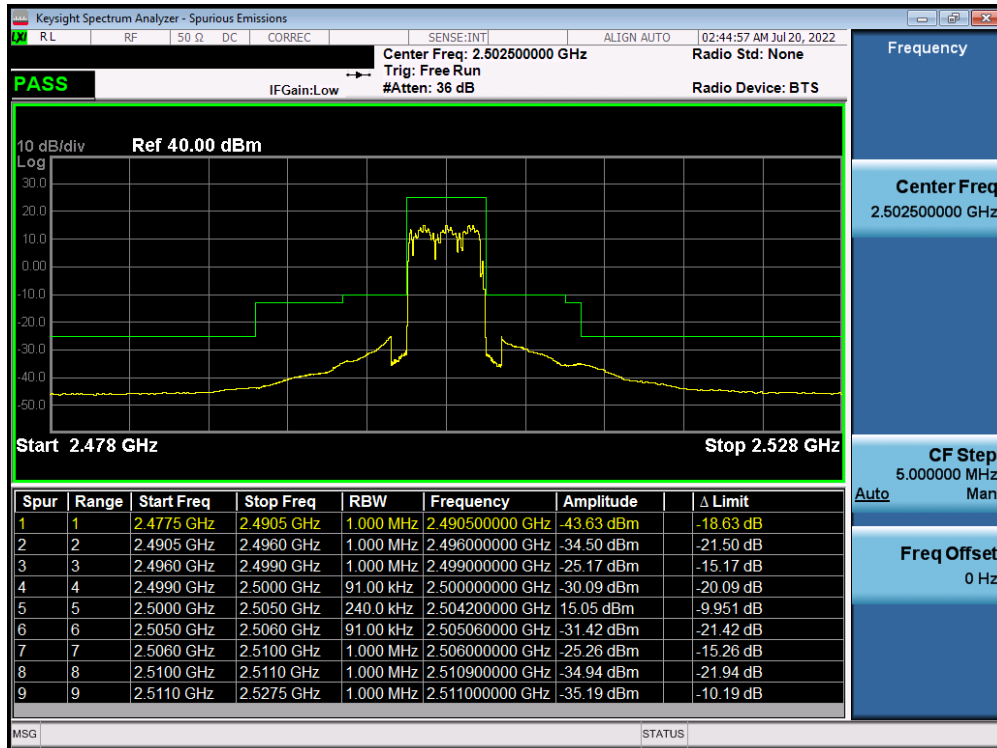 Keysight Spectrum Analyzer - Spurious Emissions
LXI RL RF 50 Ω DC CORREC SENSE:INT ALIGN AUTO 02:44:57 AM Jul 20, 2022
Center Freq: 2.502500000 GHz Radio Std: None
Trig: Free Run
PASS IFGain:Low #Atten: 36 dB Radio Device: BTS
Frequency
10 dB/div Ref 40.00 dBm
Log
30.0
20.0
10.0
0.00
-10.0
-20.0
-30.0
-40.0
-50.0
Start 2.478 GHz Stop 2.528 GHz
Spur Range Start Freq Stop Freq RBW Frequency Amplitude Δ Limit
1 1 2.4775 GHz 2.4905 GHz 1.000 MHz 2.490500000 GHz -43.63 dBm -18.63 dB
2 2 2.4905 GHz 2.4960 GHz 1.000 MHz 2.496000000 GHz -34.50 dBm -21.50 dB
3 3 2.4960 GHz 2.4990 GHz 1.000 MHz 2.499000000 GHz -25.17 dBm -15.17 dB
4 4 2.4990 GHz 2.5000 GHz 91.00 kHz 2.500000000 GHz -30.09 dBm -20.09 dB
5 5 2.5000 GHz 2.5050 GHz 240.0 kHz 2.504200000 GHz 15.05 dBm -9.951 dB
6 6 2.5050 GHz 2.5060 GHz 91.00 kHz 2.505060000 GHz -31.42 dBm -21.42 dB
7 7 2.5060 GHz 2.5100 GHz 1.000 MHz 2.506000000 GHz -25.26 dBm -15.26 dB
8 8 2.5100 GHz 2.5110 GHz 1.000 MHz 2.510900000 GHz -34.94 dBm -21.94 dB
9 9 2.5110 GHz 2.5275 GHz 1.000 MHz 2.511000000 GHz -35.19 dBm -10.19 dB
Center Freq
2.502500000 GHz
CF Step
5.000000 MHz
Auto Man
Freq Offset
0 Hz
MSG STATUS